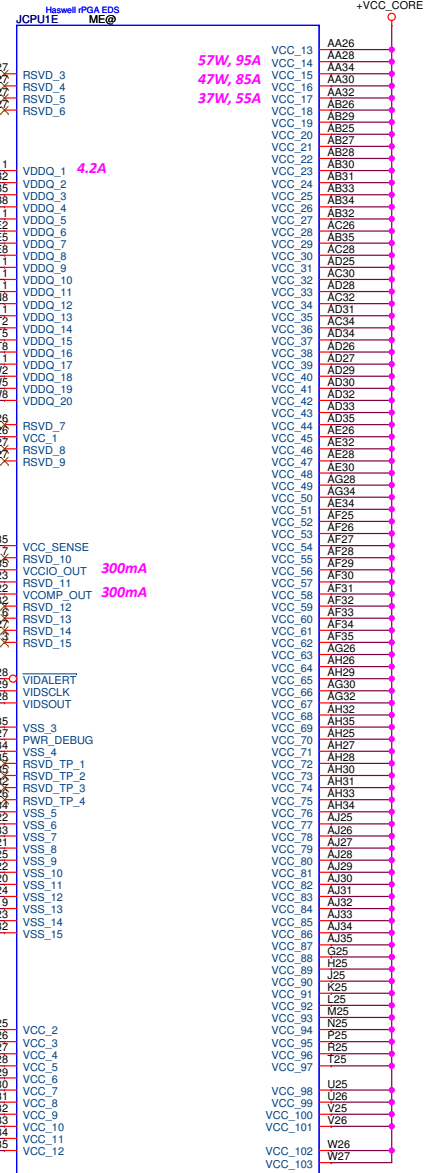 Haswell rPGA EDS
JCPU1E ME@
+VCC_CORE
RSVD_3
RSVD_4
RSVD_5
RSVD_6
VDDQ_1 4.2A
VDDQ_2
VDDQ_3
VDDQ_4
VDDQ_5
VDDQ_6
VDDQ_7
VDDQ_8
VDDQ_9
VDDQ_10
VDDQ_11
VDDQ_12
VDDQ_13
VDDQ_14
VDDQ_15
VDDQ_16
VDDQ_17
VDDQ_18
VDDQ_19
VDDQ_20
RSVD_7
VCC_1
RSVD_8
RSVD_9
VCC_SENSE
RSVD_10
VCCIO_OUT 300mA
RSVD_11
VCOMP_OUT 300mA
RSVD_12
RSVD_13
RSVD_14
RSVD_15
VIDALERT
VIDSCLK
VIDSOUT
VSS_3
PWR_DEBUG
VSS_4
RSVD_TP_1
RSVD_TP_2
RSVD_TP_3
RSVD_TP_4
VSS_5
VSS_6
VSS_7
VSS_8
VSS_9
VSS_10
VSS_11
VSS_12
VSS_13
VSS_14
VSS_15
VCC_2
VCC_3
VCC_4
VCC_5
VCC_6
VCC_7
VCC_8
VCC_9
VCC_10
VCC_11
VCC_12
57W, 95A
47W, 85A
37W, 55A
VCC_13 AA26
VCC_14 AA28
VCC_15 AA34
VCC_16 AA30
VCC_17 AA32
VCC_18 AB26
VCC_19 AB29
VCC_20 AB25
VCC_21 AB27
VCC_22 AB28
VCC_23 AB30
VCC_24 AB31
VCC_25 AB33
VCC_26 AB34
VCC_27 AB32
VCC_28 AC26
VCC_29 AB35
VCC_30 AC28
VCC_31 AD25
VCC_32 AC30
VCC_33 AD28
VCC_34 AC32
VCC_35 AD31
VCC_36 AC34
VCC_37 AD34
VCC_38 AD26
VCC_39 AD27
VCC_40 AD29
VCC_41 AD30
VCC_42 AD32
VCC_43 AD33
VCC_44 AD35
VCC_45 AE26
VCC_46 AE32
VCC_47 AE28
VCC_48 AE30
VCC_49 AG28
VCC_50 AG34
VCC_51 AE34
VCC_52 AF25
VCC_53 AF26
VCC_54 AF27
VCC_55 AF28
VCC_56 AF29
VCC_57 AF30
VCC_58 AF31
VCC_59 AF32
VCC_60 AF33
VCC_61 AF34
VCC_62 AF35
VCC_63 AG26
VCC_64 AH26
VCC_65 AH29
VCC_66 AG30
VCC_67 AG32
VCC_68 AH32
VCC_69 AH35
VCC_70 AH25
VCC_71 AH27
VCC_72 AH28
VCC_73 AH30
VCC_74 AH31
VCC_75 AH33
VCC_76 AH34
VCC_77 AJ25
VCC_78 AJ26
VCC_79 AJ27
VCC_80 AJ28
VCC_81 AJ29
VCC_82 AJ30
VCC_83 AJ31
VCC_84 AJ32
VCC_85 AJ33
VCC_86 AJ34
VCC_87 AJ35
VCC_88 G25
VCC_89 H25
VCC_90 J25
VCC_91 K25
VCC_92 L25
VCC_93 M25
VCC_94 N25
VCC_95 P25
VCC_96 R25
VCC_97 T25
VCC_98 U25
VCC_99 U26
VCC_100 V25
VCC_101 V26
VCC_102 W26
VCC_103 W27